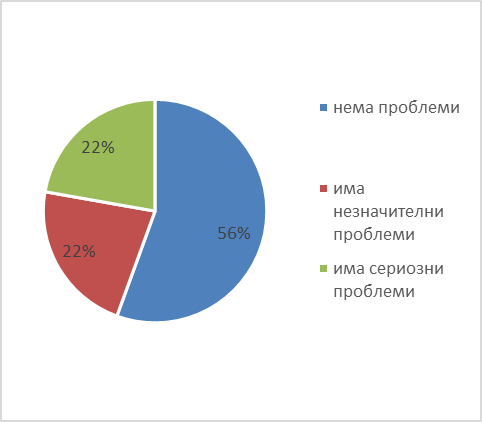 нема проблеми
22%
56%
22%
има
незначителни
проблеми
има сериозни
проблеми